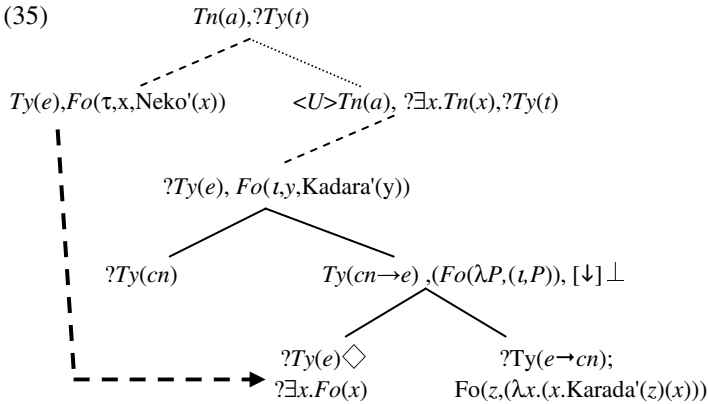 (35) Tn(a),?Ty(t)
Ty(e),Fo(τ,x,Neko'(x)) <U>Tn(a), ?∃x.Tn(x),?Ty(t)
?Ty(e), Fo(ι,y,Kadara'(y))
?Ty(cn) Ty(cn→e) ,(Fo(λP,(ι,P)), [↓]⊥
?Ty(e)◇ ?Ty(e→cn);
?∃x.Fo(x) Fo(z,(λx.(x.Karada'(z)(x)))